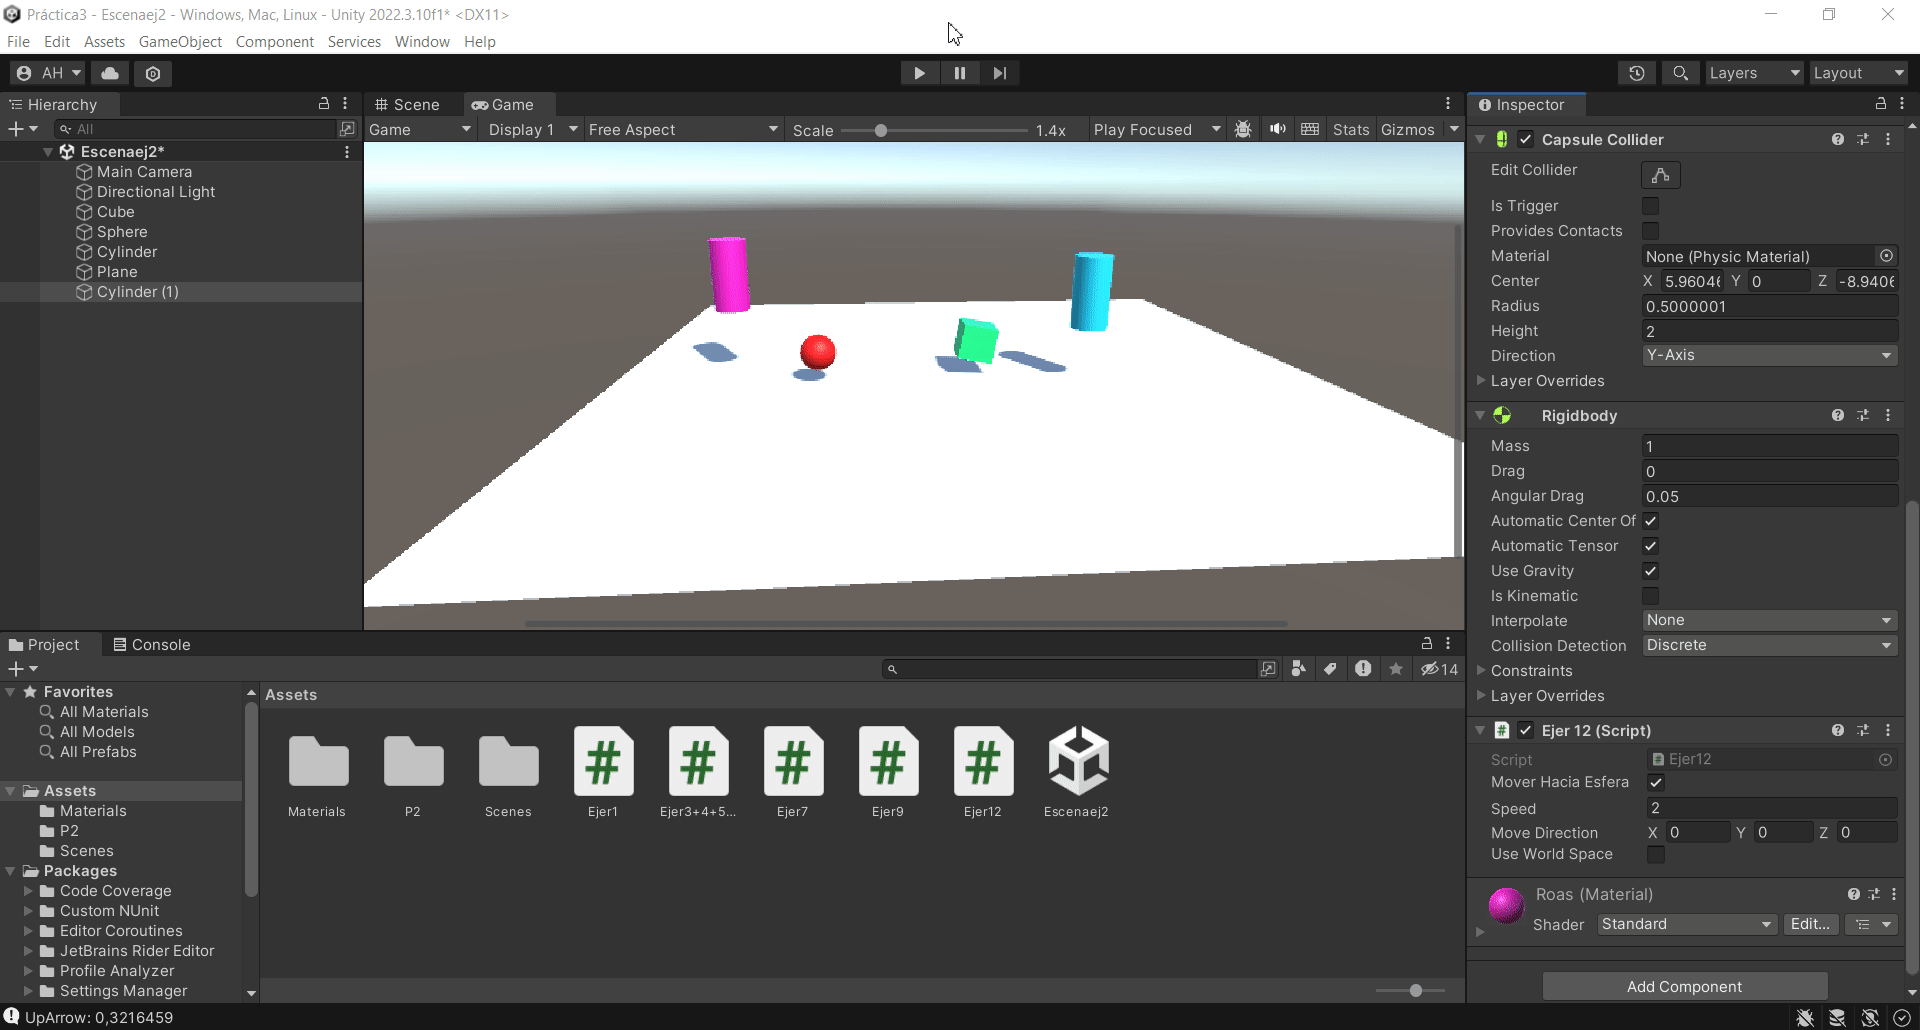 Práctica3 - Escenaej2 - Windows, Mac, Linux - Unity 2022.3.10f1* <DX11>
File Edit Assets GameObject Component Services Window Help
AH Layers Layout
Hierarchy
All
Escenaej2*
Main Camera
Directional Light
Cube
Sphere
Cylinder
Plane
Cylinder (1)
Scene Game
Game Display 1 Free Aspect Scale 1.4x Play Focused Stats Gizmos
Inspector
Capsule Collider
Edit Collider
Is Trigger
Provides Contacts
Material None (Physic Material)
Center X 5.9604 Y 0 Z -8.940
Radius 0.5000001
Height 2
Direction Y-Axis
Layer Overrides
Rigidbody
Mass 1
Drag 0
Angular Drag 0.05
Automatic Center Of
Automatic Tensor
Use Gravity
Is Kinematic
Interpolate None
Collision Detection Discrete
Constraints
Layer Overrides
Ejer 12 (Script)
Script Ejer12
Mover Hacia Esfera
Speed 2
Move Direction X 0 Y 0 Z 0
Use World Space
Roas (Material)
Shader Standard Edit...
Add Component
Project Console
14
Favorites
All Materials
All Models
All Prefabs
Assets
Materials
P2
Scenes
Packages
Code Coverage
Custom NUnit
Editor Coroutines
JetBrains Rider Editor
Profile Analyzer
Settings Manager
Assets
Materials P2 Scenes Ejer1 Ejer3+4+5... Ejer7 Ejer9 Ejer12 Escenaej2
UpArrow: 0,3216459